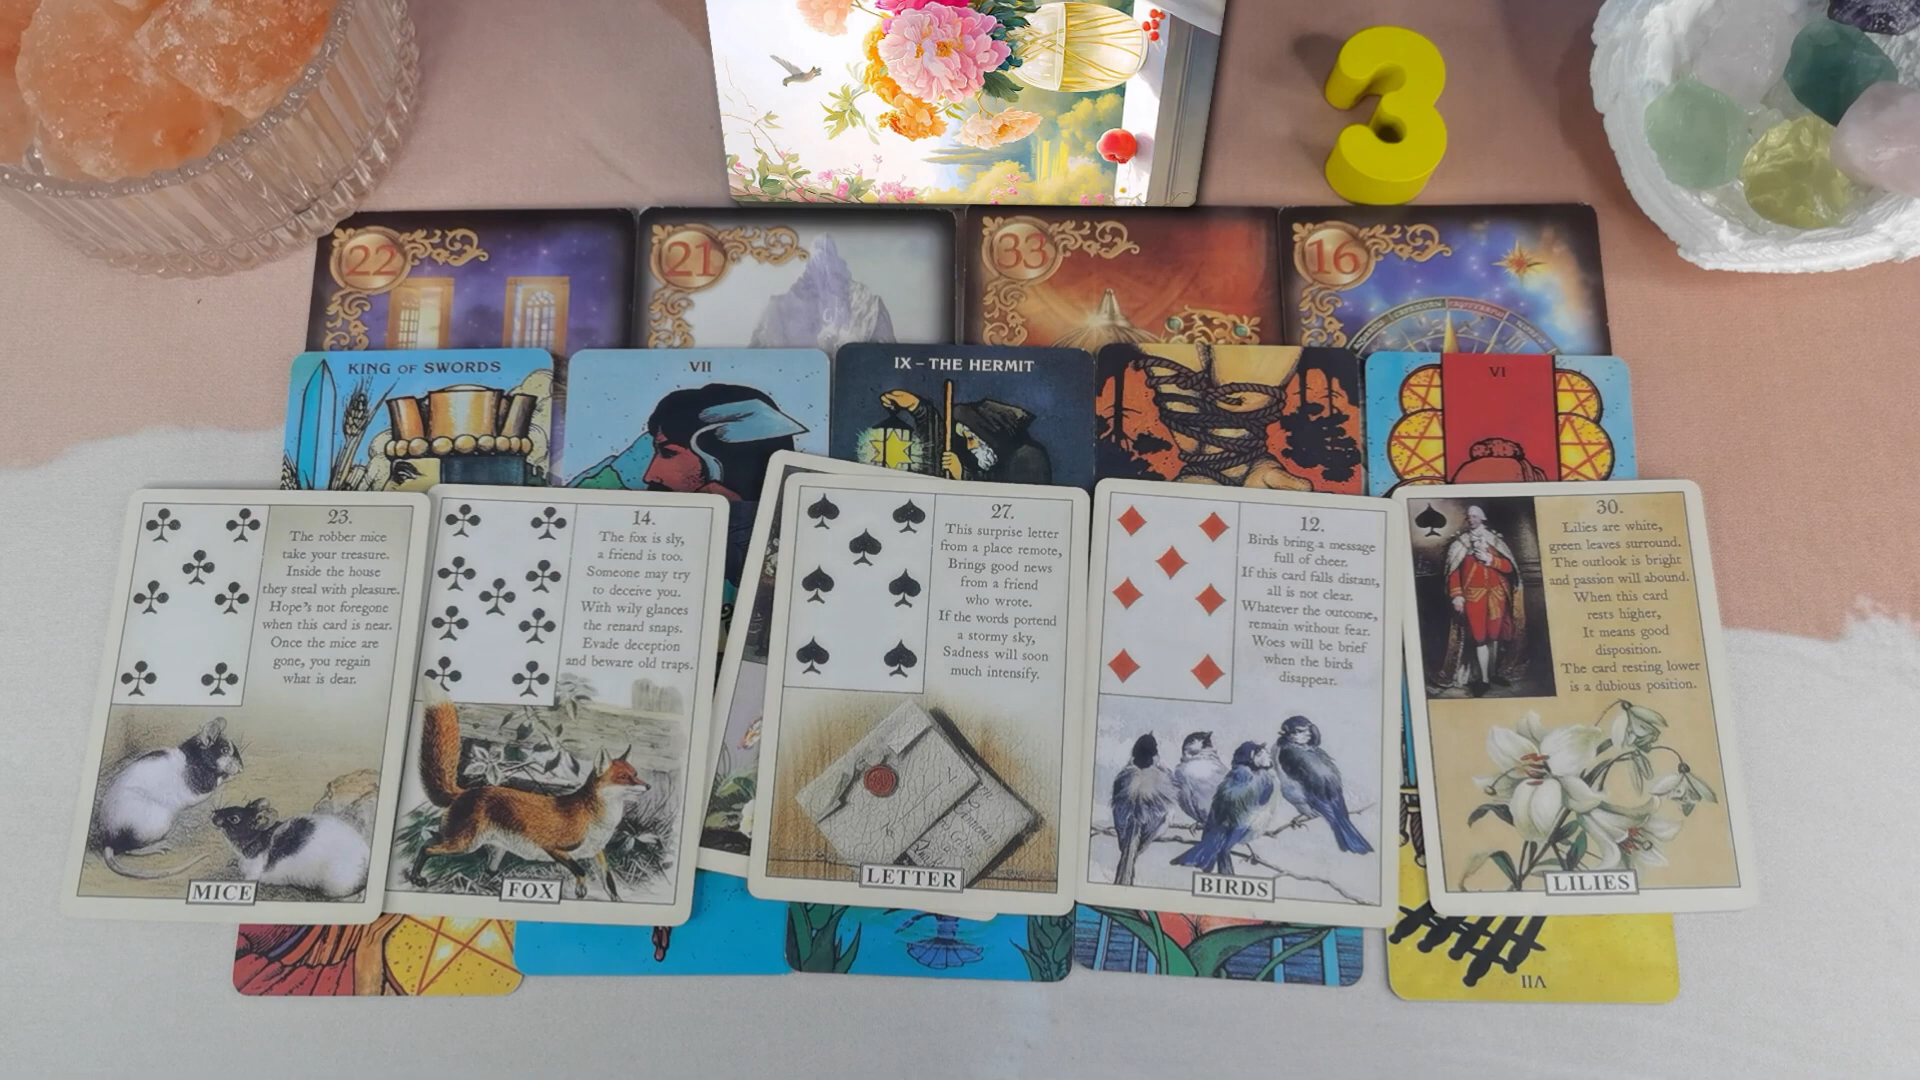 3
22
21
33
16
KING OF SWORDS
VII
IX – THE HERMIT
VI
23.
The robber mice
take your treasure.
Inside the house
they steal with pleasure.
Hope's not foregone
when this card is near.
Once the mice are
gone, you regain
what is dear.
MICE
14.
The fox is sly,
a friend is too.
Someone may try
to deceive you.
With wily glances
the renard snaps.
Evade deception
and beware old traps.
FOX
27.
This surprise letter
from a place remote,
Brings good news
from a friend
who wrote.
If the words portend
a stormy sky,
Sadness will soon
much intensify.
LETTER
12.
Birds bring a message
full of cheer.
If this card falls distant,
all is not clear.
Whatever the outcome,
remain without fear.
Woes will be brief
when the birds
disappear.
BIRDS
30.
Lilies are white,
green leaves surround.
The outlook is bright
and passion will abound.
When this card
rests higher,
It means good
disposition.
The card resting lower
is a dubious position.
LILIES
VII